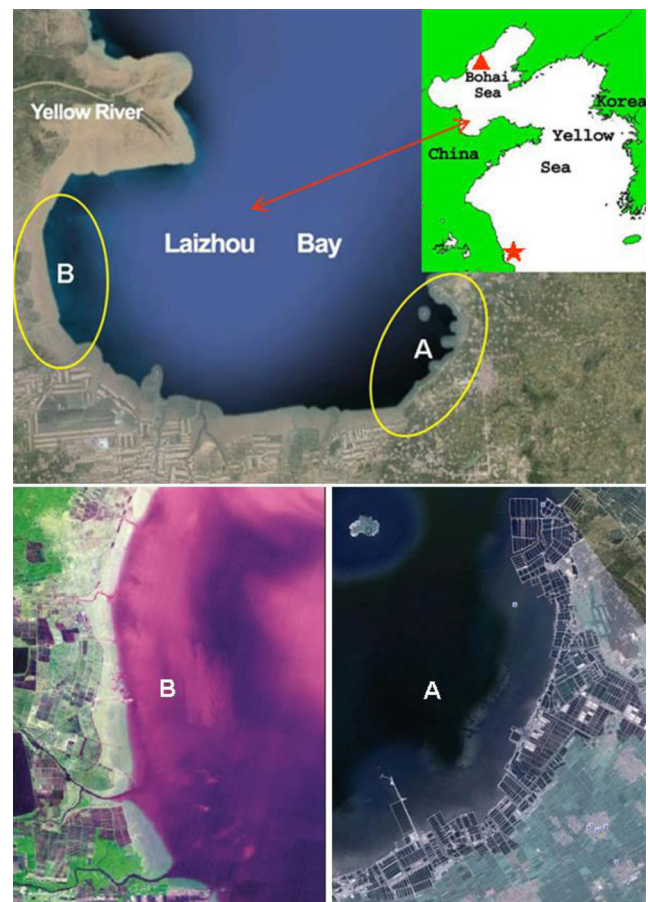 Yellow River
Laizhou Bay
B
A
Bohai
Sea
Korea
Yellow
China
Sea
B
A